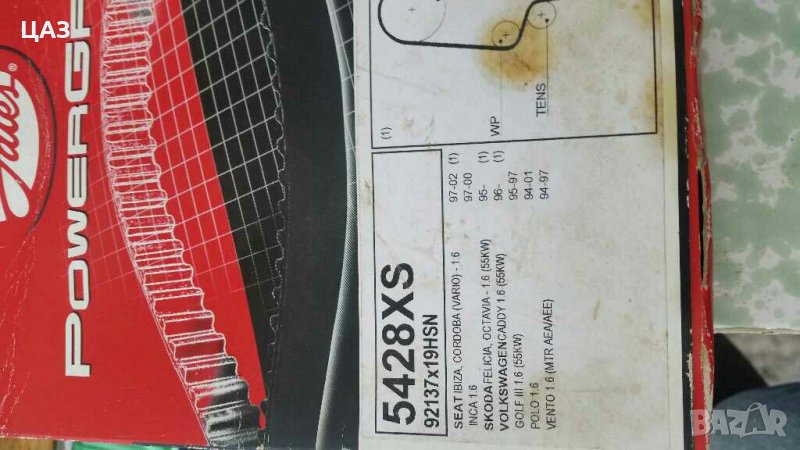 ЦАЗ
Gates®
POWERGR
5428XS
92137x19HSN
SEAT IBIZA, CORDOBA (VARIO) - 1.6 97-02 (1)
INCA 1.6 97-00
SKODA FELICIA, OCTAVIA - 1.6 (55KW) 95- (1)
VOLKSWAGEN CADDY 1.6 (55KW) 96- (1)
GOLF III 1.6 (55KW) 95-97
POLO 1.6 94-01
VENTO 1.6 (MTR AEA/AEE) 94-97
(1)
WP
TENS
BAZAR